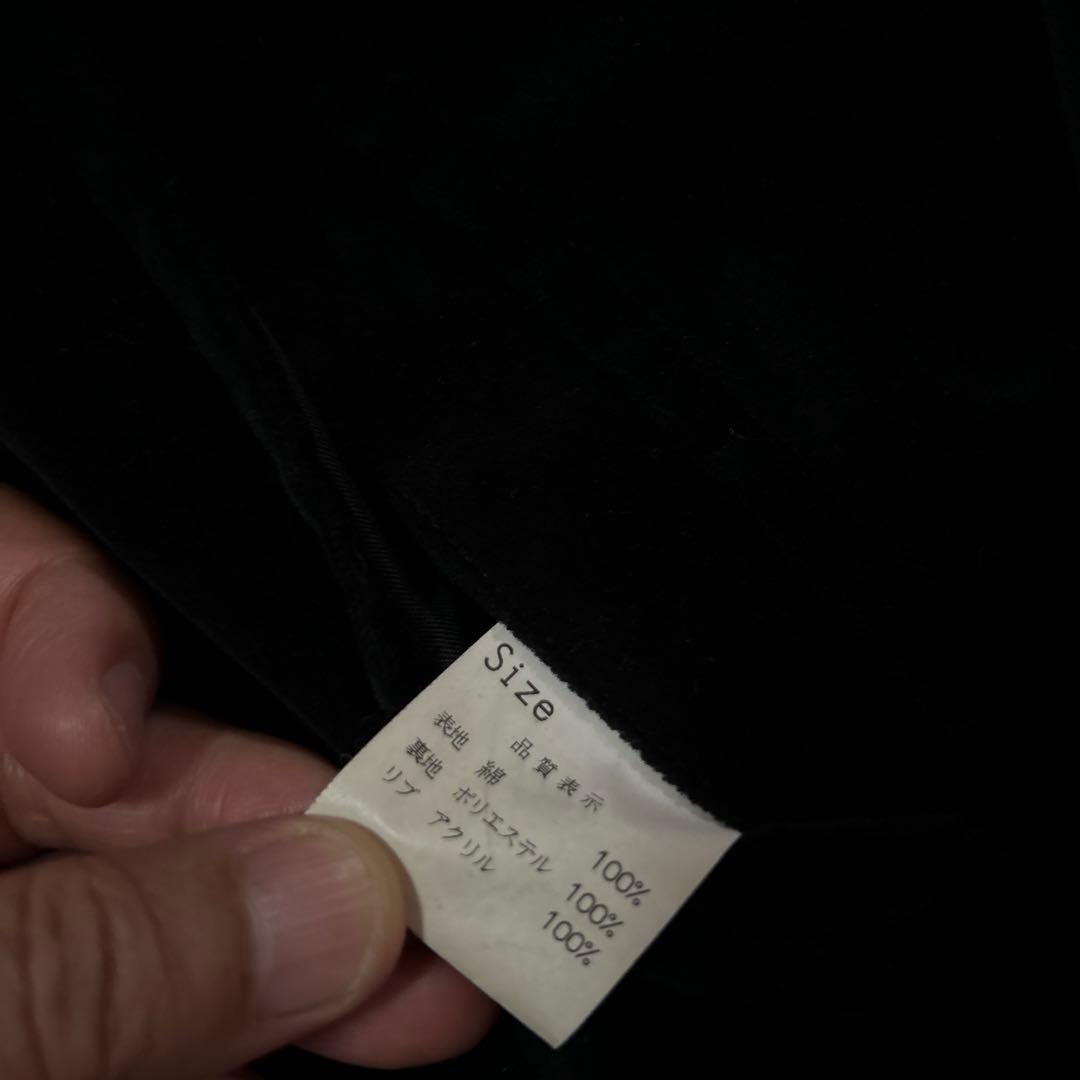 Size
品質表示
表地 綿 100%
裏地 ポリエステル 100%
リブ アクリル 100%